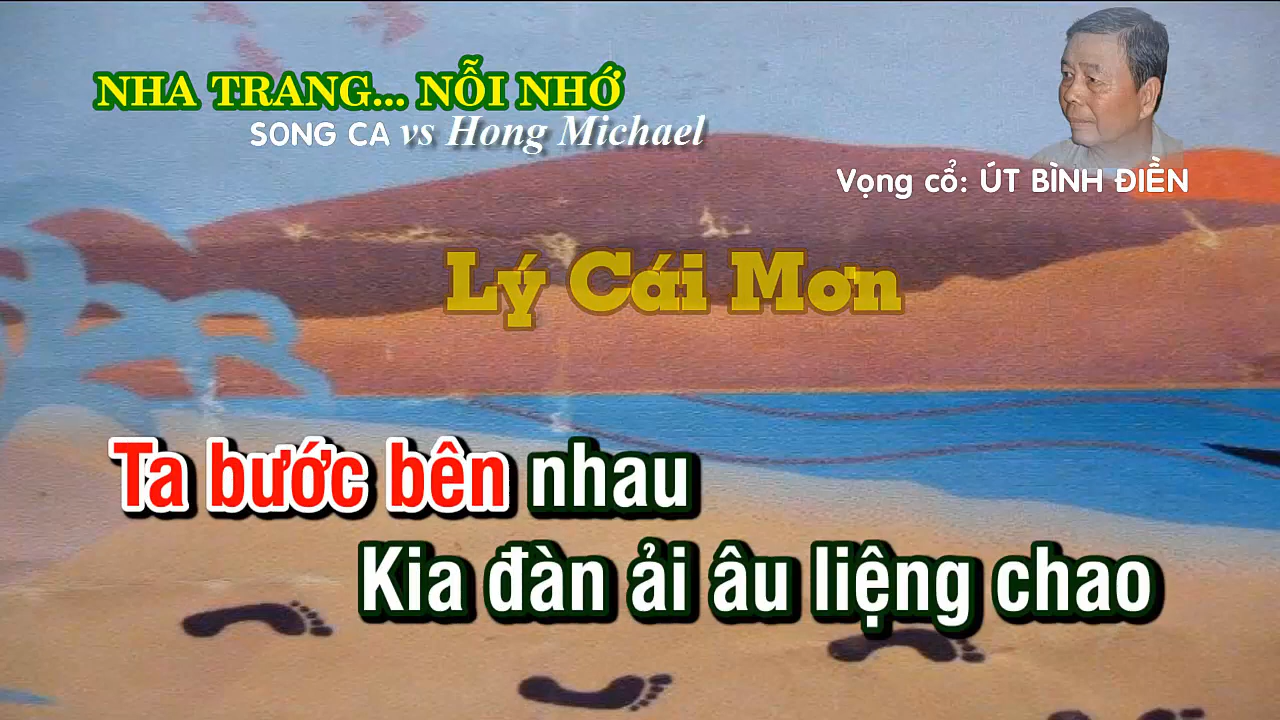 NHA TRANG... NỖI NHỚ
SONG CA vs Hong Michael
Vọng cổ: ÚT BÌNH ĐIỀN
Lý Cái Mơn
Ta bước bên nhau
Kia đàn ải âu liệng chao